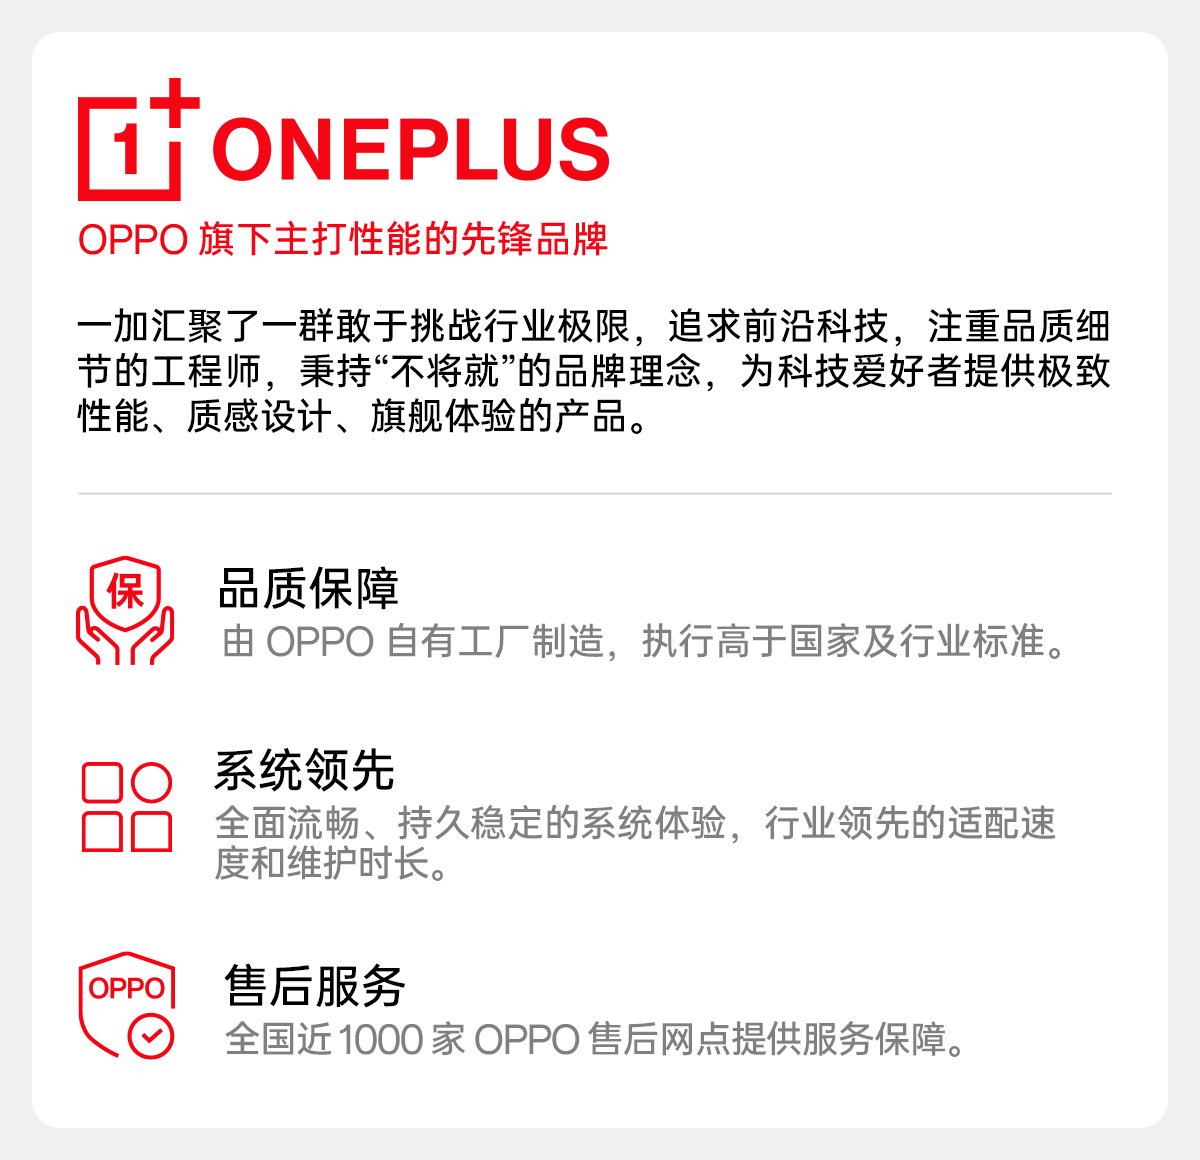 1+ ONEPLUS
OPPO 旗下主打性能的先锋品牌
一加汇聚了一群敢于挑战行业极限，追求前沿科技，注重品质细
节的工程师，秉持“不将就”的品牌理念，为科技爱好者提供极致
性能、质感设计、旗舰体验的产品。
保
品质保障
由 OPPO 自有工厂制造，执行高于国家及行业标准。
系统领先
全面流畅、持久稳定的系统体验，行业领先的适配速
度和维护时长。
OPPO
售后服务
全国近 1000 家 OPPO 售后网点提供服务保障。